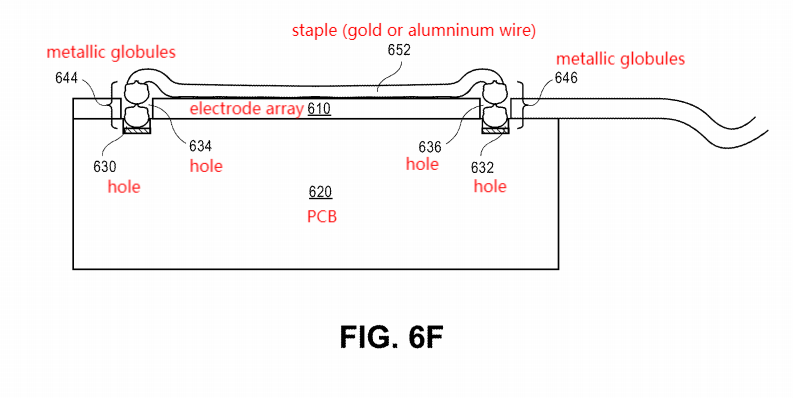 staple (gold or alumninum wire)
652
metallic globules
644
metallic globules
646
electrode array 610
630
hole
634
hole
636
hole
632
hole
620
PCB
FIG. 6F